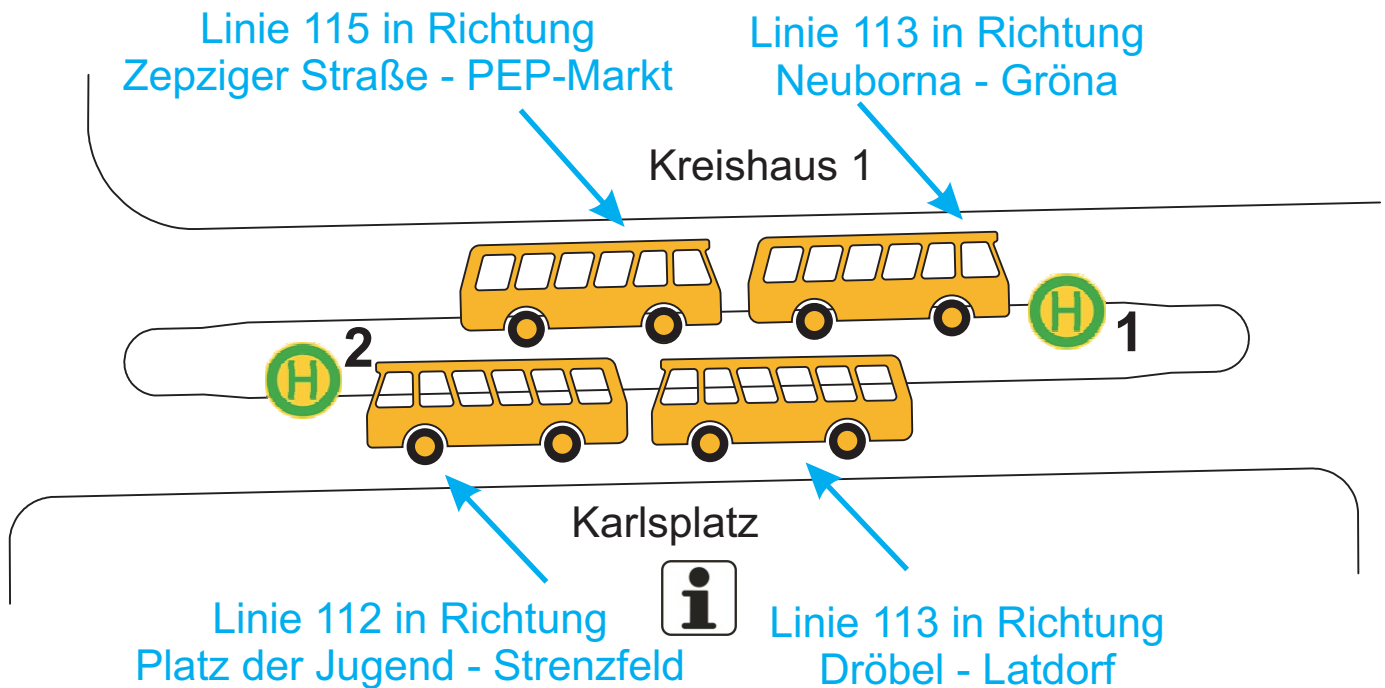 Linie 115 in Richtung
Zepziger Straße - PEP-Markt
Linie 113 in Richtung
Neuborna - Gröna
Kreishaus 1
H
1
2
H
Karlsplatz
i
Linie 112 in Richtung
Platz der Jugend - Strenzfeld
Linie 113 in Richtung
Dröbel - Latdorf